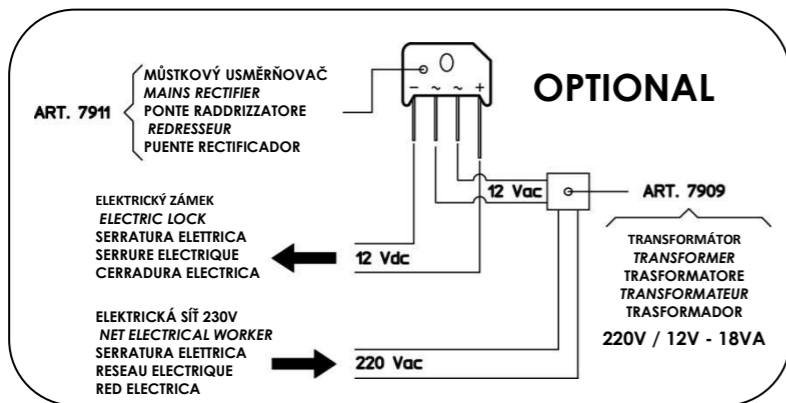 OPTIONAL
ART. 7911
MŮSTKOVÝ USMĚRŇOVAČ
MAINS RECTIFIER
PONTE RADDRIZZATORE
REDRESSEUR
PUENTE RECTIFICADOR
- ~ ~ +
12 Vac
ART. 7909
ELEKTRICKÝ ZÁMEK
ELECTRIC LOCK
SERRATURA ELETTRICA
SERRURE ELECTRIQUE
CERRADURA ELECTRICA
12 Vdc
TRANSFORMÁTOR
TRANSFORMER
TRASFORMATORE
TRANSFORMATEUR
TRASFORMADOR
220V / 12V - 18VA
ELEKTRICKÁ SÍŤ 230V
NET ELECTRICAL WORKER
SERRATURA ELETTRICA
RESEAU ELECTRIQUE
RED ELECTRICA
220 Vac